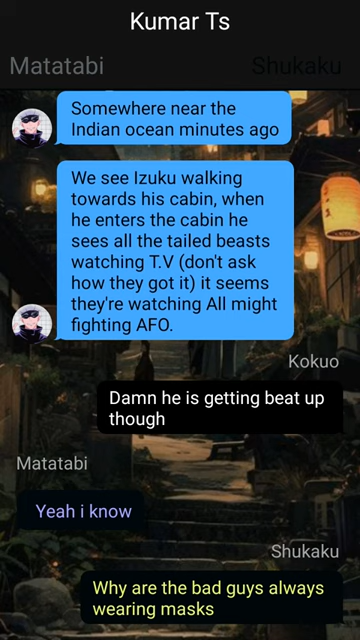 Kumar Ts
Matatabi
Shukaku
Somewhere near the
Indian ocean minutes ago
We see Izuku walking
towards his cabin, when
he enters the cabin he
sees all the tailed beasts
watching T.V (don't ask
how they got it) it seems
they're watching All might
fighting AFO.
Kokuo
Damn he is getting beat up
though
Matatabi
Yeah i know
Shukaku
Why are the bad guys always
wearing masks